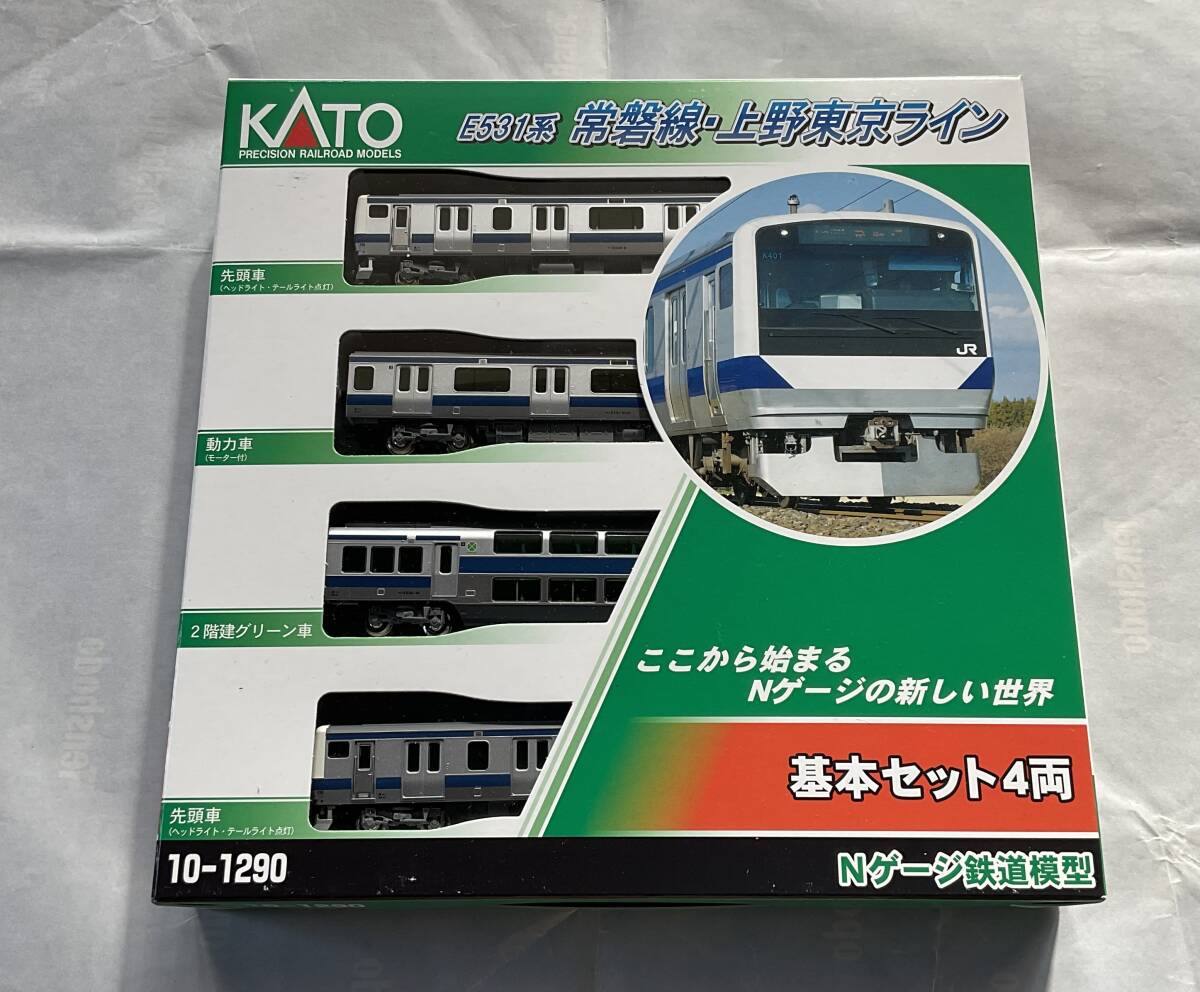 KATO
PRECISION RAILROAD MODELS
E531系 常磐線・上野東京ライン
先頭車
(ヘッドライト・テールライト点灯)
K401
JR
動力車
(モーター付)
2階建グリーン車
ここから始まる
Nゲージの新しい世界
基本セット4両
先頭車
(ヘッドライト・テールライト点灯)
10-1290
Nゲージ鉄道模型